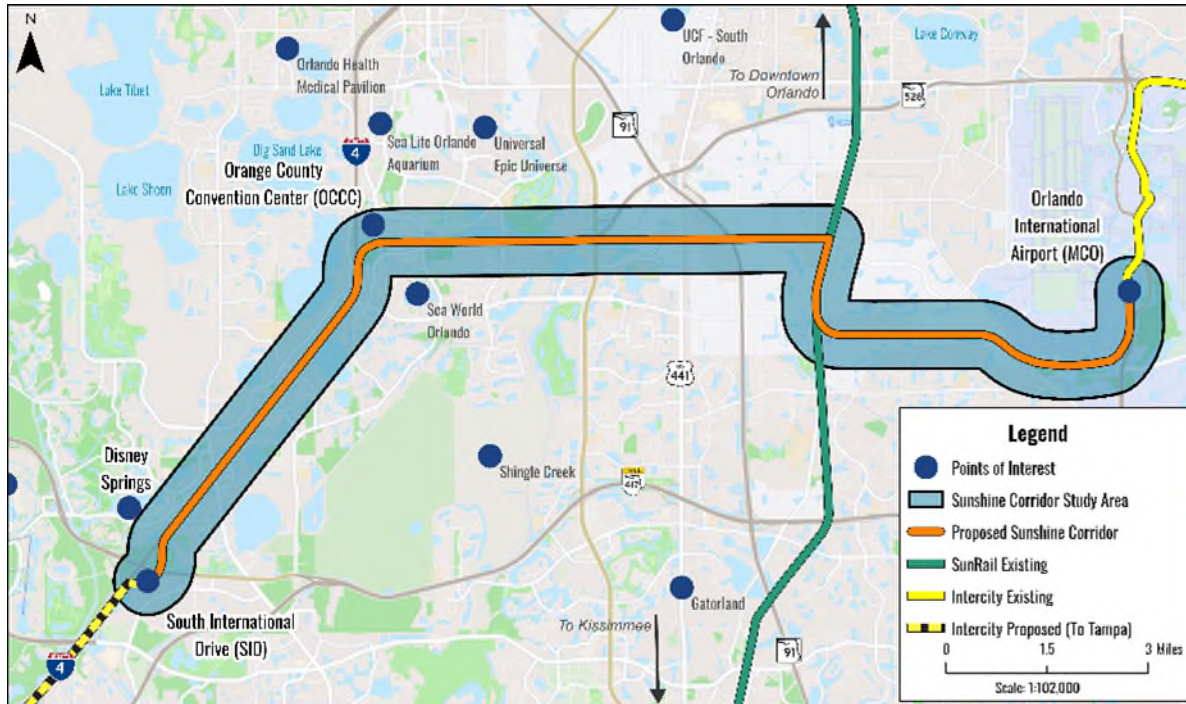 N
Lake Tibet
Orlando Health
Medical Pavilion
UCF - South
Orlando
Lake Conway
To Downtown
Orlando
528
91
Sea Lite Orlando
Aquarium
Universal
Epic Universe
4
Big Sand Lake
Orange County
Convention Center (OCCC)
Lake Sheen
Orlando
International
Airport (MCO)
Sea World
Orlando
441
Disney
Springs
Shingle Creek
South International
Drive (SID)
Gatorland
To Kissimmee
91
4
Legend
Points of Interest
Sunshine Corridor Study Area
Proposed Sunshine Corridor
SunRail Existing
Intercity Existing
Intercity Proposed (To Tampa)
0 1.5 3 Miles
Scale: 1:102,000